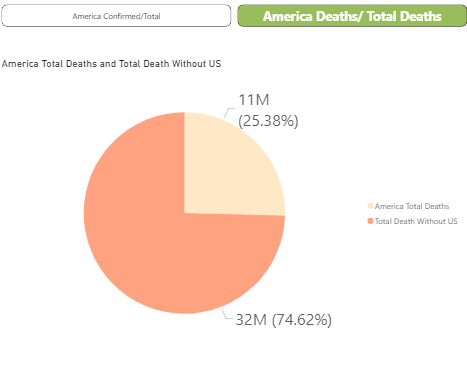 America Confirmed/Total
America Deaths/ Total Deaths
America Total Deaths and Total Death Without US
11M
(25.38%)
America Total Deaths
Total Death Without US
32M (74.62%)